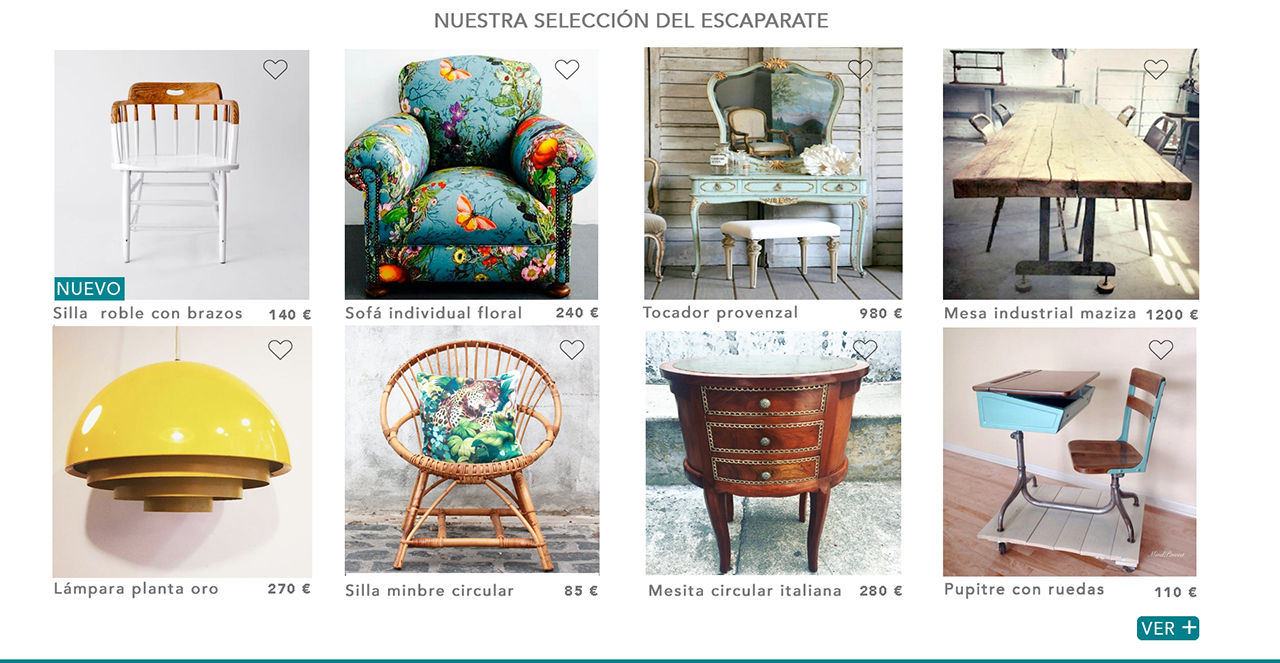 NUESTRA SELECCIÓN DEL ESCAPARATE
NUEVO
Silla roble con brazos 140 €
Sofá individual floral 240 €
Tocador provenzal 980 €
Mesa industrial maziza 1200 €
Lámpara planta oro 270 €
Silla minbre circular 85 €
Mesita circular italiana 280 €
Pupitre con ruedas 110 €
VER +